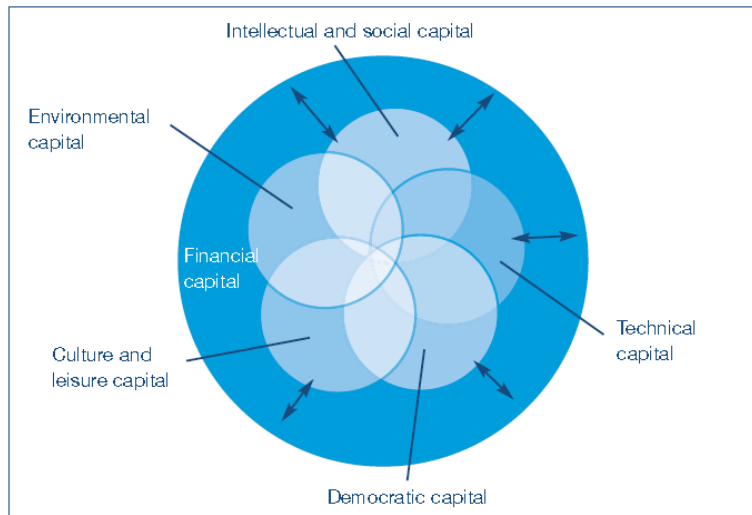 Intellectual and social capital
Environmental
capital
Financial
capital
Technical
capital
Culture and
leisure capital
Democratic capital